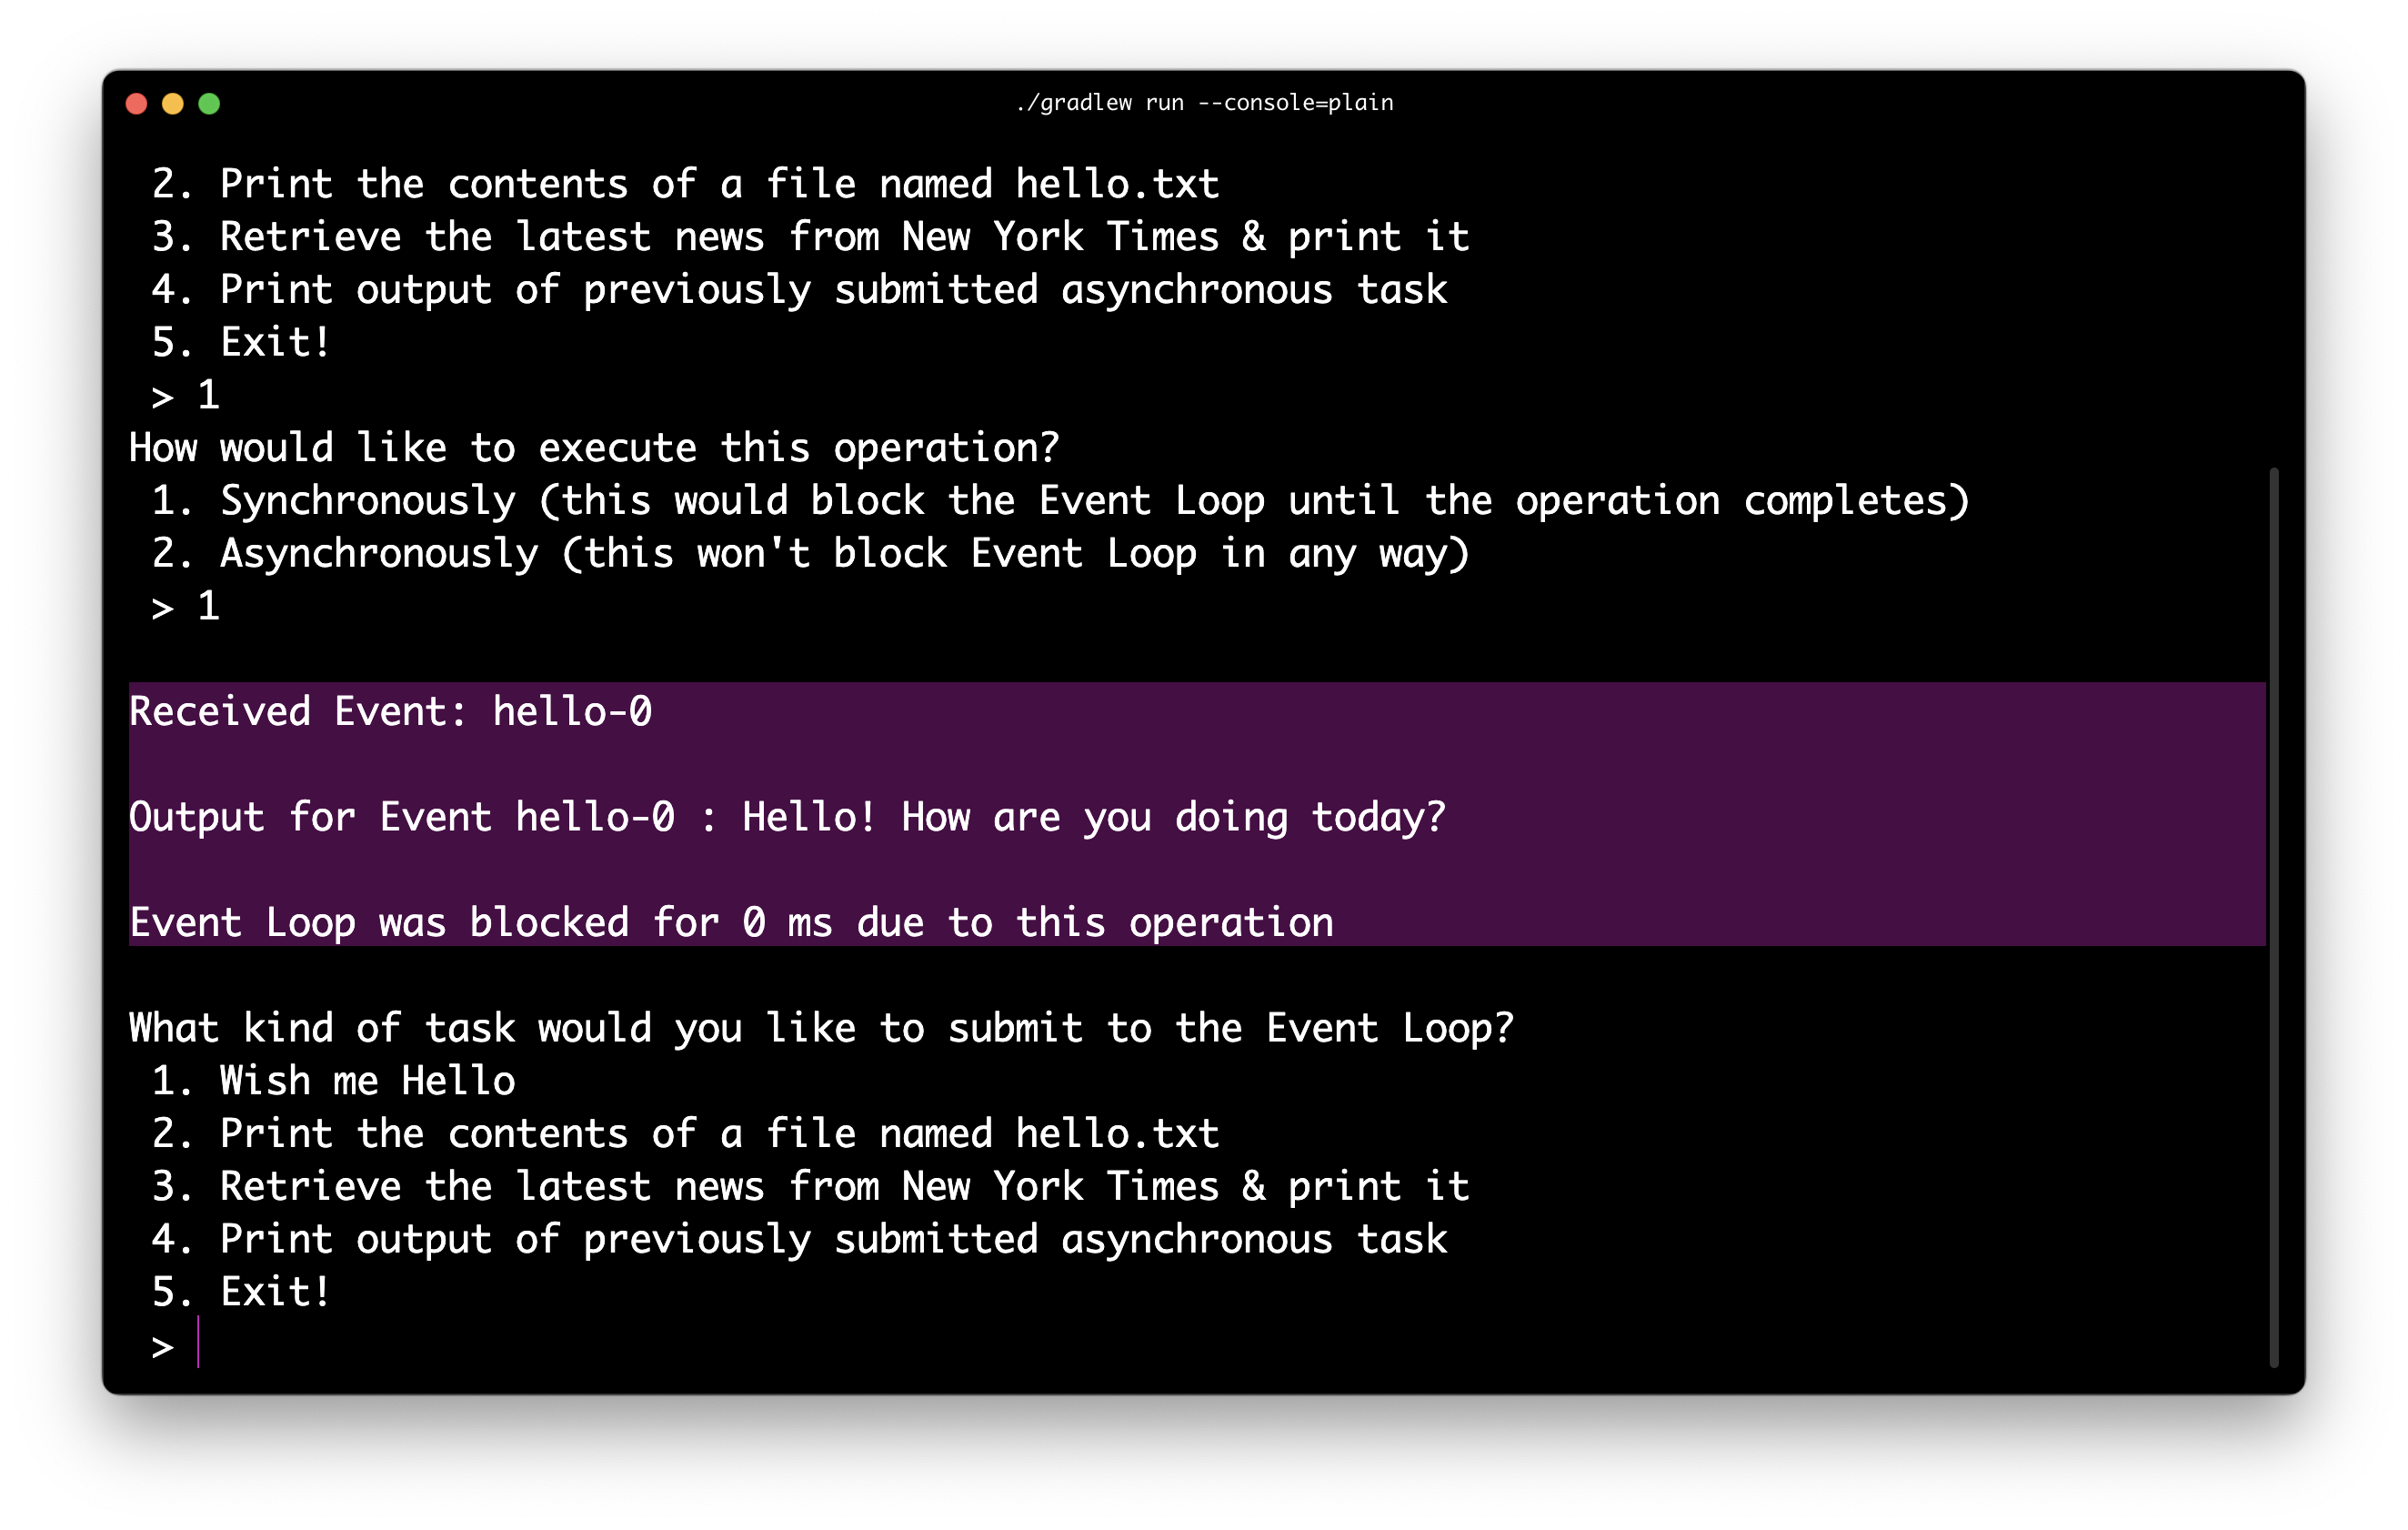 ./gradlew run --console=plain
2. Print the contents of a file named hello.txt
3. Retrieve the latest news from New York Times & print it
4. Print output of previously submitted asynchronous task
5. Exit!
> 1
How would like to execute this operation?
1. Synchronously (this would block the Event Loop until the operation completes)
2. Asynchronously (this won't block Event Loop in any way)
> 1
Received Event: hello-0
Output for Event hello-0 : Hello! How are you doing today?
Event Loop was blocked for 0 ms due to this operation
What kind of task would you like to submit to the Event Loop?
1. Wish me Hello
2. Print the contents of a file named hello.txt
3. Retrieve the latest news from New York Times & print it
4. Print output of previously submitted asynchronous task
5. Exit!
>